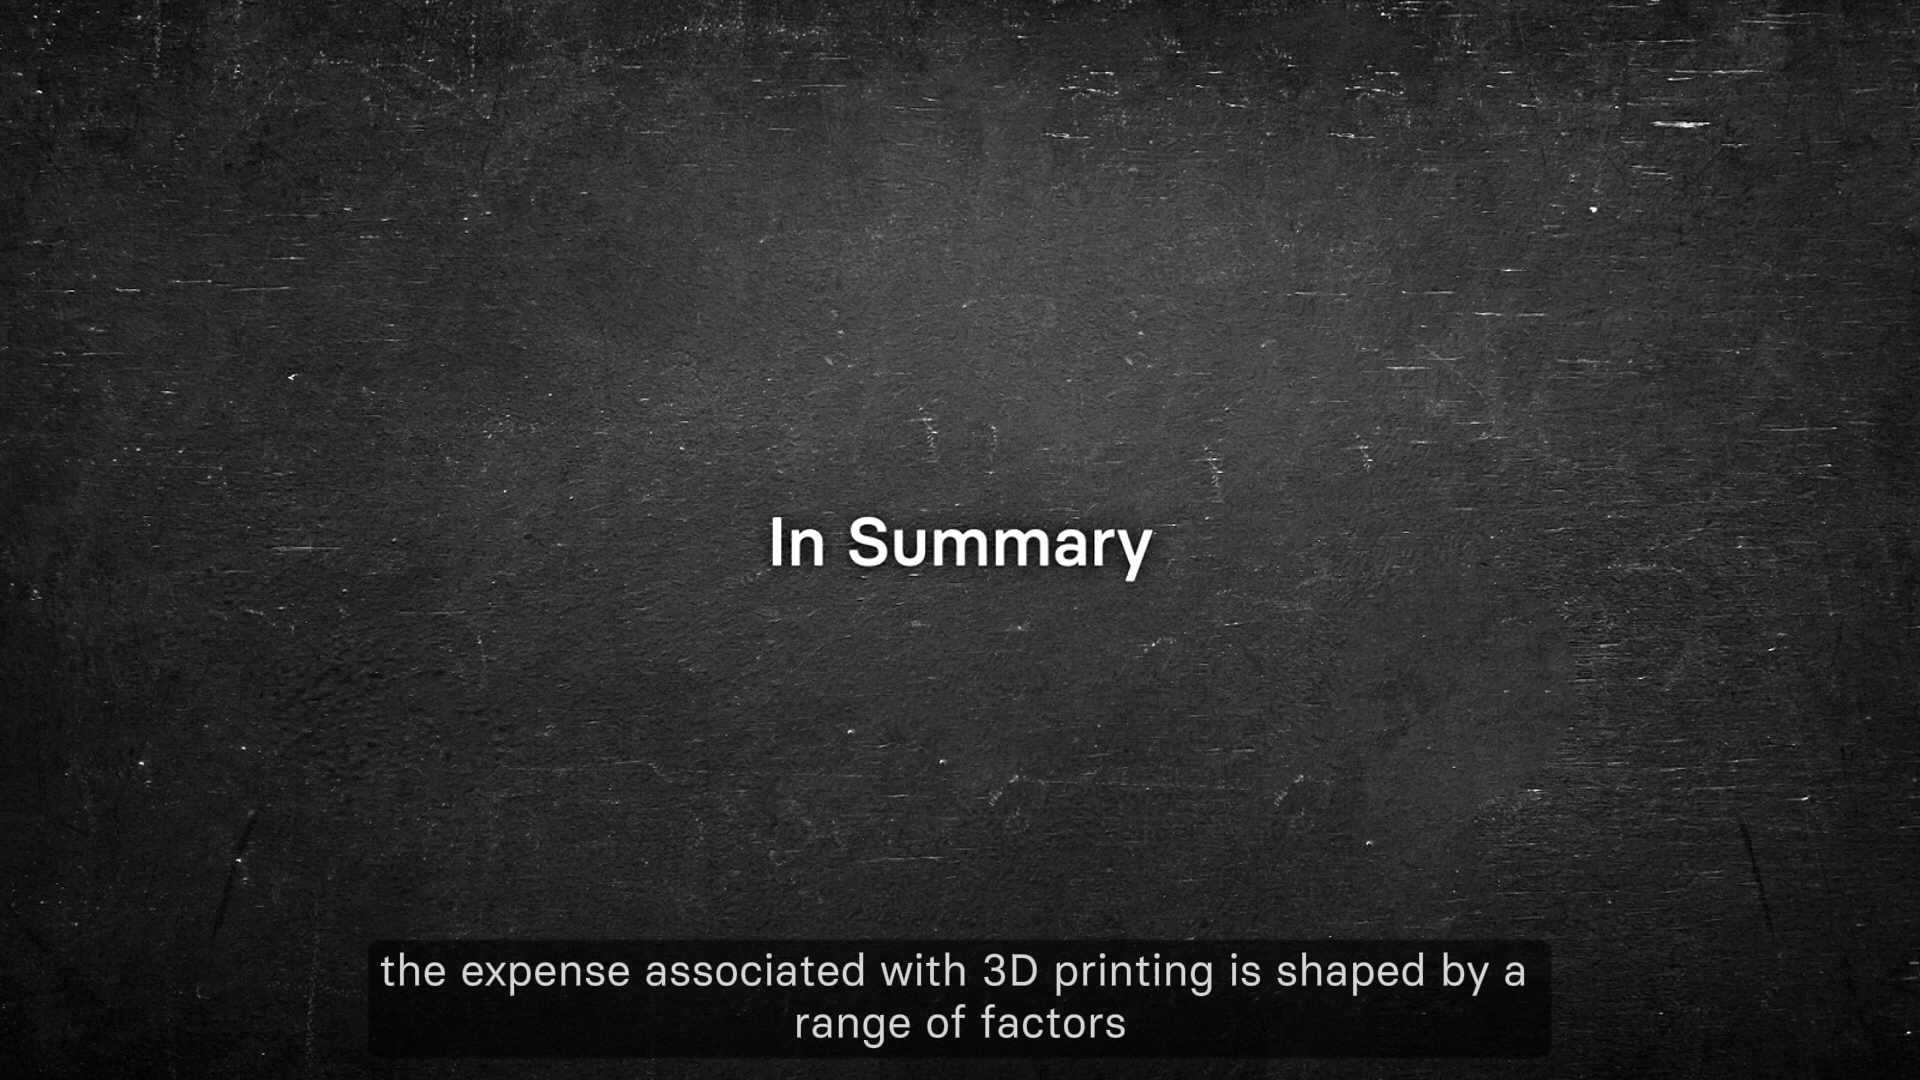 In Summary
the expense associated with 3D printing is shaped by a
range of factors